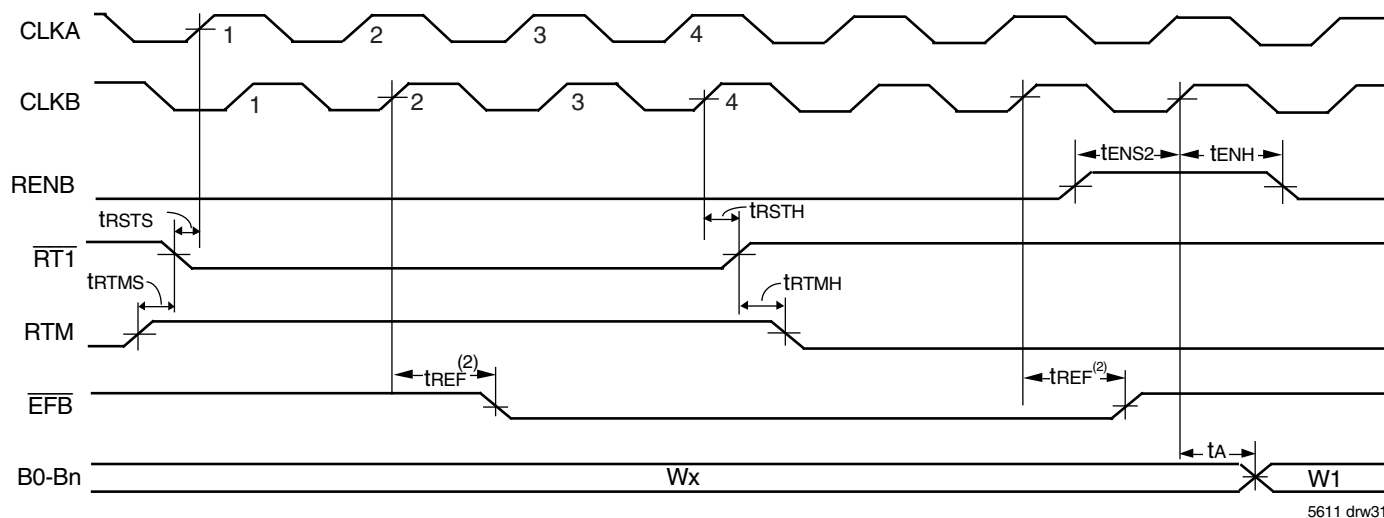 CLKA 1 2 3 4
CLKB 1 2 3 4
tENS2 tENH
RENB
tRSTS tRSTH
RT1
tRTMS tRTMH
RTM
tREF(2) tREF(2)
EFB
tA
B0-Bn Wx W1
5611 drw31